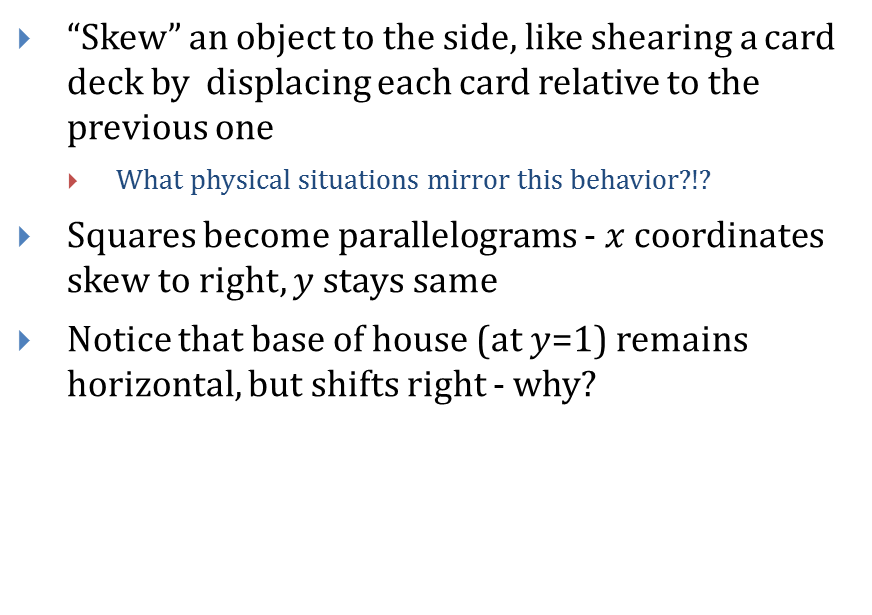 “Skew” an object to the side, like shearing a card
deck by  displacing each card relative to the
previous one
What physical situations mirror this behavior?!?
Squares become parallelograms - x coordinates
skew to right, y stays same
Notice that base of house (at y=1) remains
horizontal, but shifts right - why?